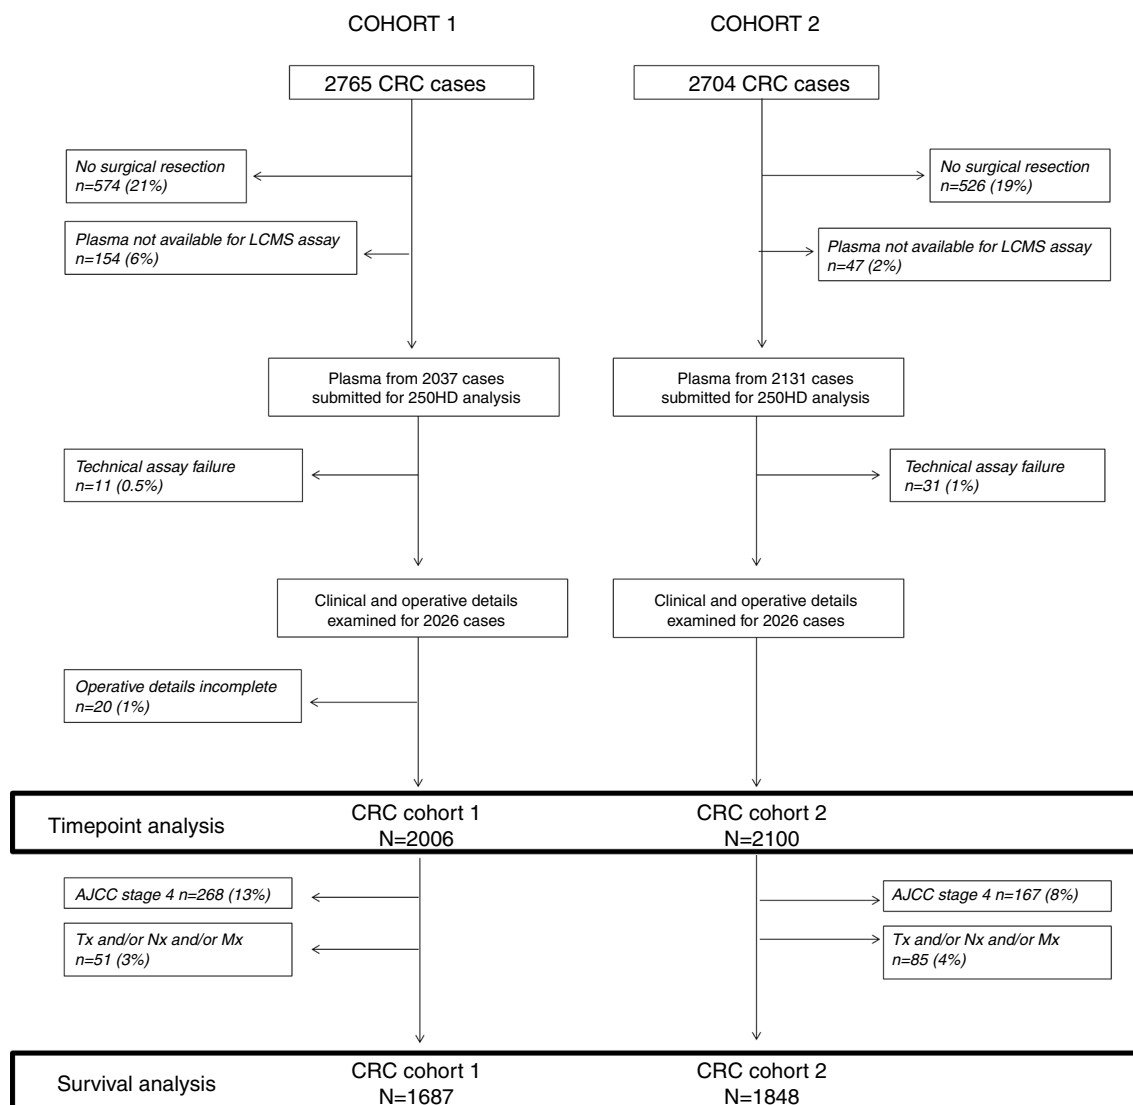 COHORT 1
COHORT 2
2765 CRC cases
2704 CRC cases
No surgical resection
n=574 (21%)
No surgical resection
n=526 (19%)
Plasma not available for LCMS assay
n=154 (6%)
Plasma not available for LCMS assay
n=47 (2%)
Plasma from 2037 cases
submitted for 250HD analysis
Plasma from 2131 cases
submitted for 250HD analysis
Technical assay failure
n=11 (0.5%)
Technical assay failure
n=31 (1%)
Clinical and operative details
examined for 2026 cases
Clinical and operative details
examined for 2026 cases
Operative details incomplete
n=20 (1%)
Timepoint analysis
CRC cohort 1
N=2006
CRC cohort 2
N=2100
AJCC stage 4 n=268 (13%)
AJCC stage 4 n=167 (8%)
Tx and/or Nx and/or Mx
n=51 (3%)
Tx and/or Nx and/or Mx
n=85 (4%)
Survival analysis
CRC cohort 1
N=1687
CRC cohort 2
N=1848